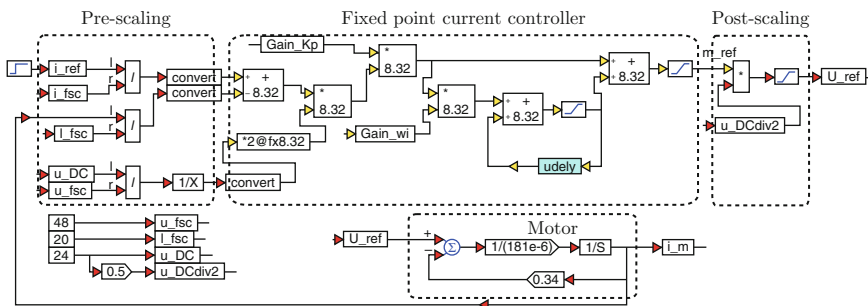 Pre-scaling
Fixed point current controller
Post-scaling
Gain_Kp
i_ref
l
r
/
i_fsc
convert
convert
+
−
+
8.32
*
8.32
*
8.32
+
+
+
8.32
m_ref
*
U_ref
l
r
/
I_fsc
*
8.32
+
+
+
8.32
Gain_wi
*2@fx8.32
u_DCdiv2
udely
u_DC
u_fsc
l
r
/
1/X
convert
48
u_fsc
20
I_fsc
24
u_DC
0.5
u_DCdiv2
Motor
U_ref
+
−
Σ
1/(181e-6)
1/S
i_m
0.34